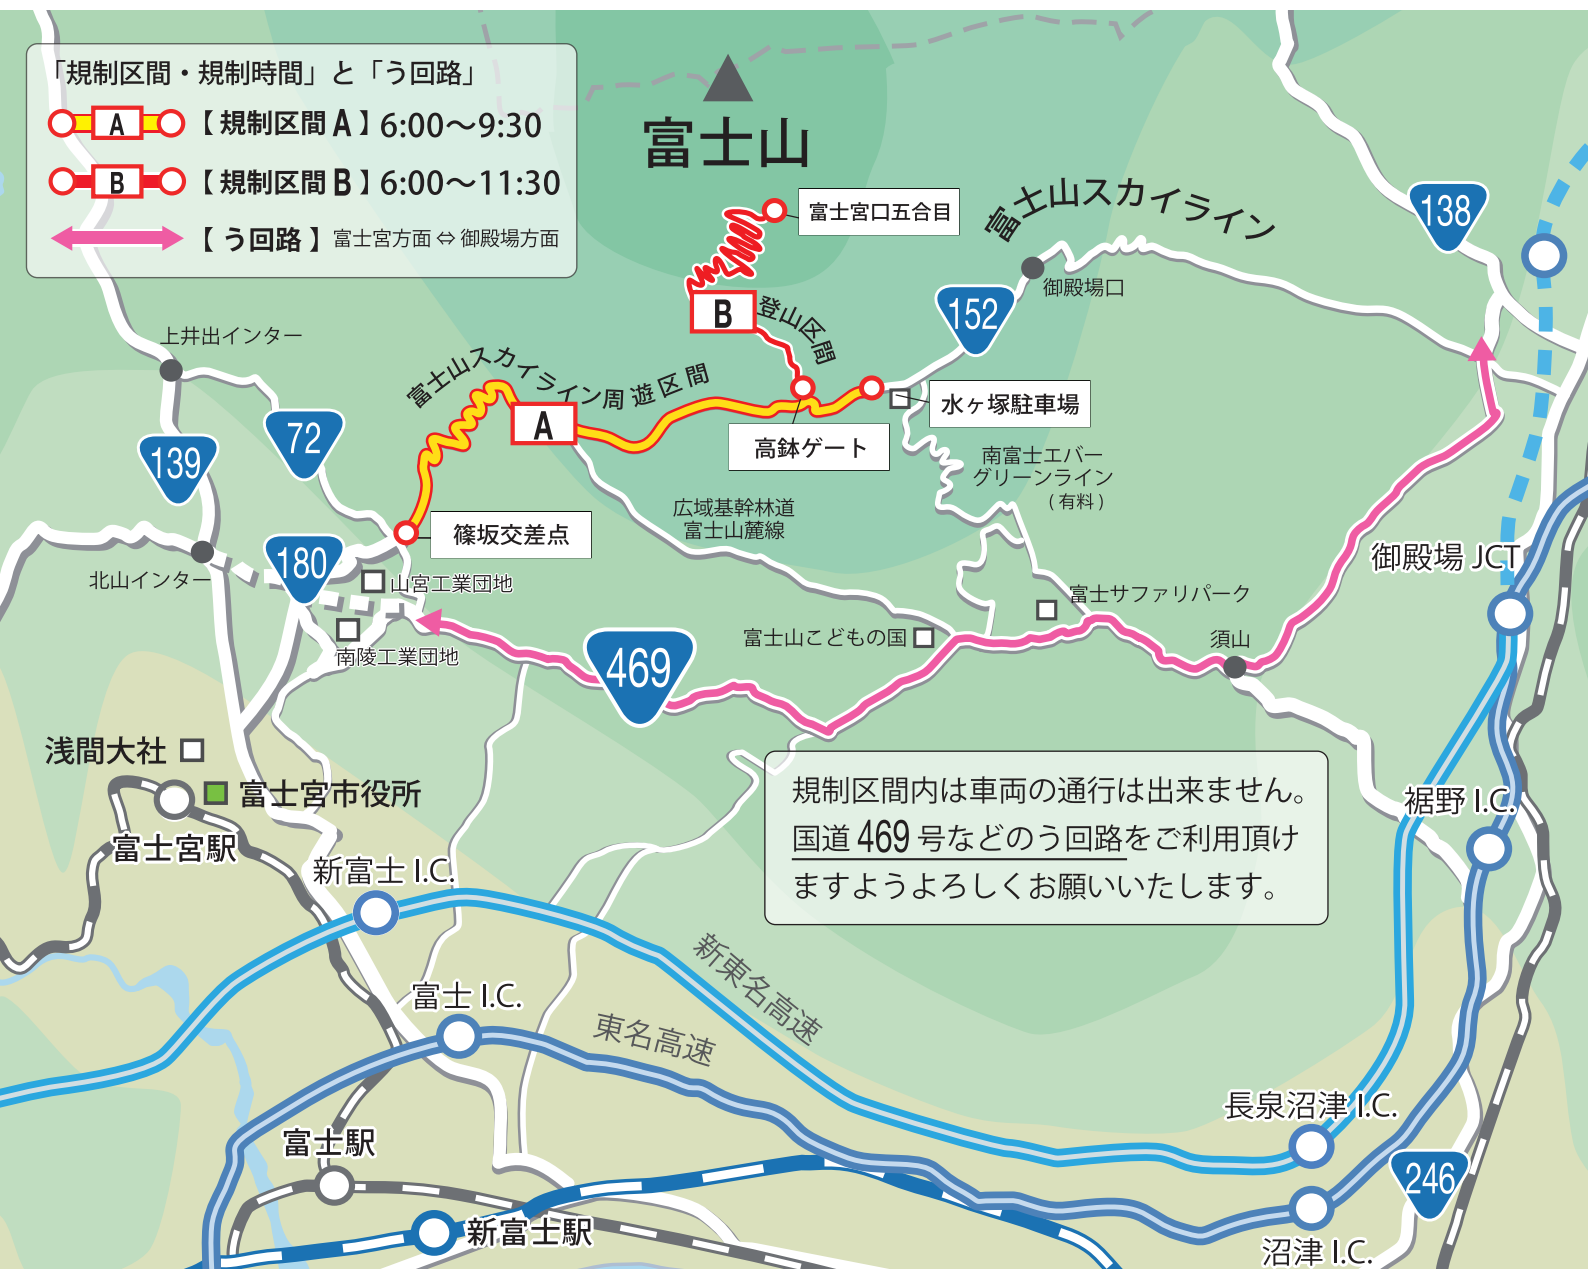 「規制区間・規制時間」と「う回路」
A 【 規制区間 A 】 6:00〜9:30
B 【 規制区間 B 】 6:00〜11:30
【 う回路 】 富士宮方面 ⇔ 御殿場方面
富士山
富士宮口五合目
富士山スカイライン
138
御殿場口
152
B
登山区間
上井出インター
富士山スカイライン周遊区間
A
水ヶ塚駐車場
高鉢ゲート
72
139
南富士エバー
グリーンライン
(有料)
広域基幹林道
富士山麓線
篠坂交差点
御殿場 JCT
180
北山インター
山宮工業団地
富士サファリパーク
南陵工業団地
富士山こどもの国
須山
469
浅間大社
富士宮市役所
富士宮駅
規制区間内は車両の通行は出来ません。
国道 469 号などのう回路をご利用頂け
ますようよろしくお願いいたします。
裾野 I.C.
新富士 I.C.
新東名高速
富士 I.C.
東名高速
長泉沼津 I.C.
富士駅
246
新富士駅
沼津 I.C.